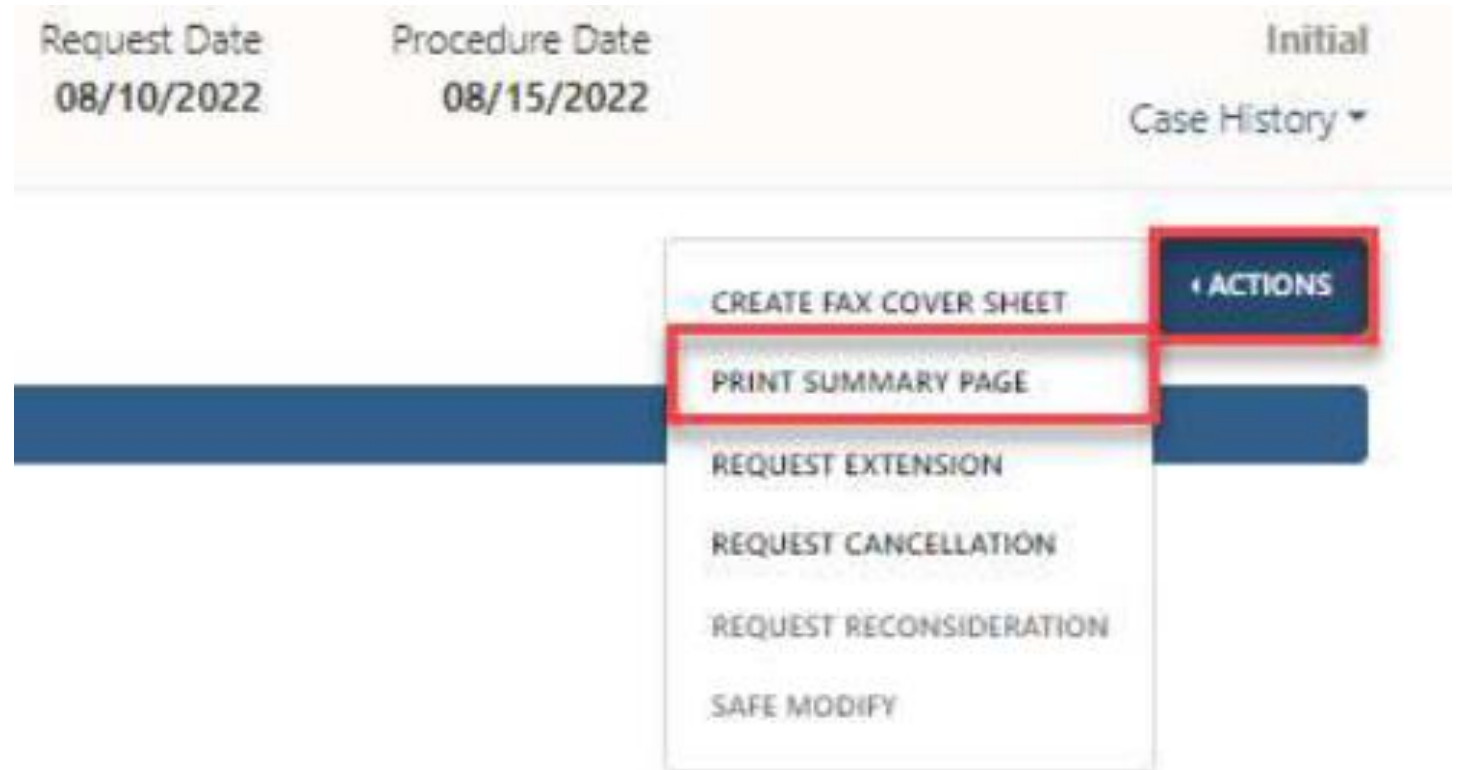 Request Date Procedure Date Initial
08/10/2022 08/15/2022
Case History
ACTIONS
CREATE FAX COVER SHEET
PRINT SUMMARY PAGE
REQUEST EXTENSION
REQUEST CANCELLATION
REQUEST RECONSIDERATION
SAFE MODIFY